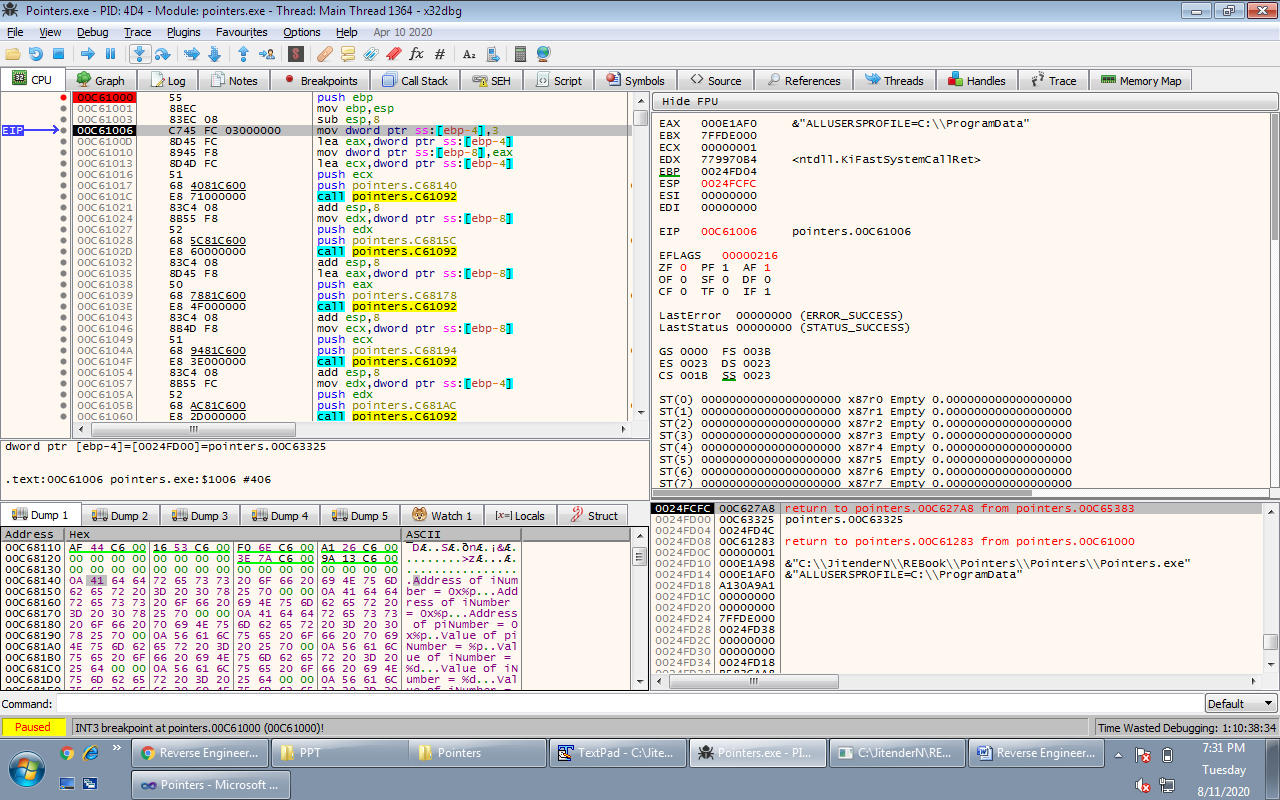 Pointers.exe - PID: 4D4 - Module: pointers.exe - Thread: Main Thread 1364 - x32dbg
File View Debug Trace Plugins Favourites Options Help Apr 10 2020
CPU Graph Log Notes Breakpoints Call Stack SEH Script Symbols Source References Threads Handles Trace Memory Map
EIP
00C61000 55 push ebp
00C61001 8BEC mov ebp,esp
00C61003 83EC 08 sub esp,8
00C61006 C745 FC 03000000 mov dword ptr ss:[ebp-4],3
00C6100D 8D45 FC lea eax,dword ptr ss:[ebp-4]
00C61010 8945 F8 mov dword ptr ss:[ebp-8],eax
00C61013 8D4D FC lea ecx,dword ptr ss:[ebp-4]
00C61016 51 push ecx
00C61017 68 4081C600 push pointers.C68140
00C6101C E8 71000000 call pointers.C61092
00C61021 83C4 08 add esp,8
00C61024 8B55 F8 mov edx,dword ptr ss:[ebp-8]
00C61027 52 push edx
00C61028 68 5C81C600 push pointers.C6815C
00C6102D E8 60000000 call pointers.C61092
00C61032 83C4 08 add esp,8
00C61035 8D45 F8 lea eax,dword ptr ss:[ebp-8]
00C61038 50 push eax
00C61039 68 7881C600 push pointers.C68178
00C6103E E8 4F000000 call pointers.C61092
00C61043 83C4 08 add esp,8
00C61046 8B4D F8 mov ecx,dword ptr ss:[ebp-8]
00C61049 51 push ecx
00C6104A 68 9481C600 push pointers.C68194
00C6104F E8 3E000000 call pointers.C61092
00C61054 83C4 08 add esp,8
00C61057 8B55 FC mov edx,dword ptr ss:[ebp-4]
00C6105A 52 push edx
00C6105B 68 AC81C600 push pointers.C681AC
00C61060 E8 2D000000 call pointers.C61092
Hide FPU
EAX 000E1AF0 &"ALLUSERSPROFILE=C:\\ProgramData"
EBX 7FFDE000
ECX 00000001
EDX 779970B4 <ntdll.KiFastSystemCallRet>
EBP 0024FD04
ESP 0024FCFC
ESI 00000000
EDI 00000000
EIP 00C61006 pointers.00C61006
EFLAGS 00000216
ZF 0 PF 1 AF 1
OF 0 SF 0 DF 0
CF 0 TF 0 IF 1
LastError 00000000 (ERROR_SUCCESS)
LastStatus 00000000 (STATUS_SUCCESS)
GS 0000 FS 003B
ES 0023 DS 0023
CS 001B SS 0023
ST(0) 00000000000000000000 x87r0 Empty 0.000000000000000000
ST(1) 00000000000000000000 x87r1 Empty 0.000000000000000000
ST(2) 00000000000000000000 x87r2 Empty 0.000000000000000000
ST(3) 00000000000000000000 x87r3 Empty 0.000000000000000000
ST(4) 00000000000000000000 x87r4 Empty 0.000000000000000000
ST(5) 00000000000000000000 x87r5 Empty 0.000000000000000000
ST(6) 00000000000000000000 x87r6 Empty 0.000000000000000000
ST(7) 00000000000000000000 x87r7 Empty 0.000000000000000000
dword ptr [ebp-4]=[0024FD00]=pointers.00C63325
.text:00C61006 pointers.exe:$1006 #406
Dump 1 Dump 2 Dump 3 Dump 4 Dump 5 Watch 1 [x=] Locals Struct
Address Hex ASCII
00C68110 AF 44 C6 00 16 53 C6 00 F0 6E C6 00 A1 26 C6 00 ¯DÆ..SÆ.ðnÆ.¡&Æ.
00C68120 00 00 00 00 00 00 00 00 3E 7A C6 00 9A 13 C6 00 ........>zÆ...Æ.
00C68130 00 00 00 00 00 00 00 00 00 00 00 00 00 00 00 00 ................
00C68140 0A 41 64 64 72 65 73 73 20 6F 66 20 69 4E 75 6D .Address of iNum
00C68150 62 65 72 20 3D 20 30 78 25 70 00 00 0A 41 64 64 ber = 0x%p...Add
00C68160 72 65 73 73 20 6F 66 20 69 4E 75 6D 62 65 72 20 ress of iNumber
00C68170 3D 20 30 78 25 70 00 00 0A 41 64 64 72 65 73 73 = 0x%p...Address
00C68180 20 6F 66 20 70 69 4E 75 6D 62 65 72 20 3D 20 30 of piNumber = 0
00C68190 78 25 70 00 0A 56 61 6C 75 65 20 6F 66 20 70 69 x%p..Value of pi
00C681A0 4E 75 6D 62 65 72 20 3D 20 25 70 00 0A 56 61 6C Number = %p..Val
00C681B0 75 65 20 6F 66 20 69 4E 75 6D 62 65 72 20 3D 20 ue of iNumber =
00C681C0 25 64 00 00 0A 56 61 6C 75 65 20 6F 66 20 69 4E %d...Value of iN
00C681D0 75 6D 62 65 72 20 3D 20 25 64 00 00 0A 56 61 6C umber = %d...Val
0024FCFC 00C627A8 return to pointers.00C627A8 from pointers.00C65383
0024FD00 00C63325 pointers.00C63325
0024FD04 0024FD4C
0024FD08 00C61283 return to pointers.00C61283 from pointers.00C61000
0024FD0C 00000001
0024FD10 000E1A98 &"C:\\JitenderN\\REBook\\Pointers\\Pointers\\Pointers.exe"
0024FD14 000E1AF0 &"ALLUSERSPROFILE=C:\\ProgramData"
0024FD18 A130A9A1
0024FD1C 00000000
0024FD20 00000000
0024FD24 7FFDE000
0024FD28 0024FD38
0024FD2C 00000000
0024FD30 00000000
0024FD34 0024FD18
Command: Default
Paused INT3 breakpoint at pointers.00C61000 (00C61000)! Time Wasted Debugging: 1:10:38:34
Reverse Engineer... PPT Pointers TextPad - C:\Jite... Pointers.exe - PI... C:\JitenderN\RE... Reverse Engineer...
Pointers - Microsoft ...
7:31 PM
Tuesday
8/11/2020